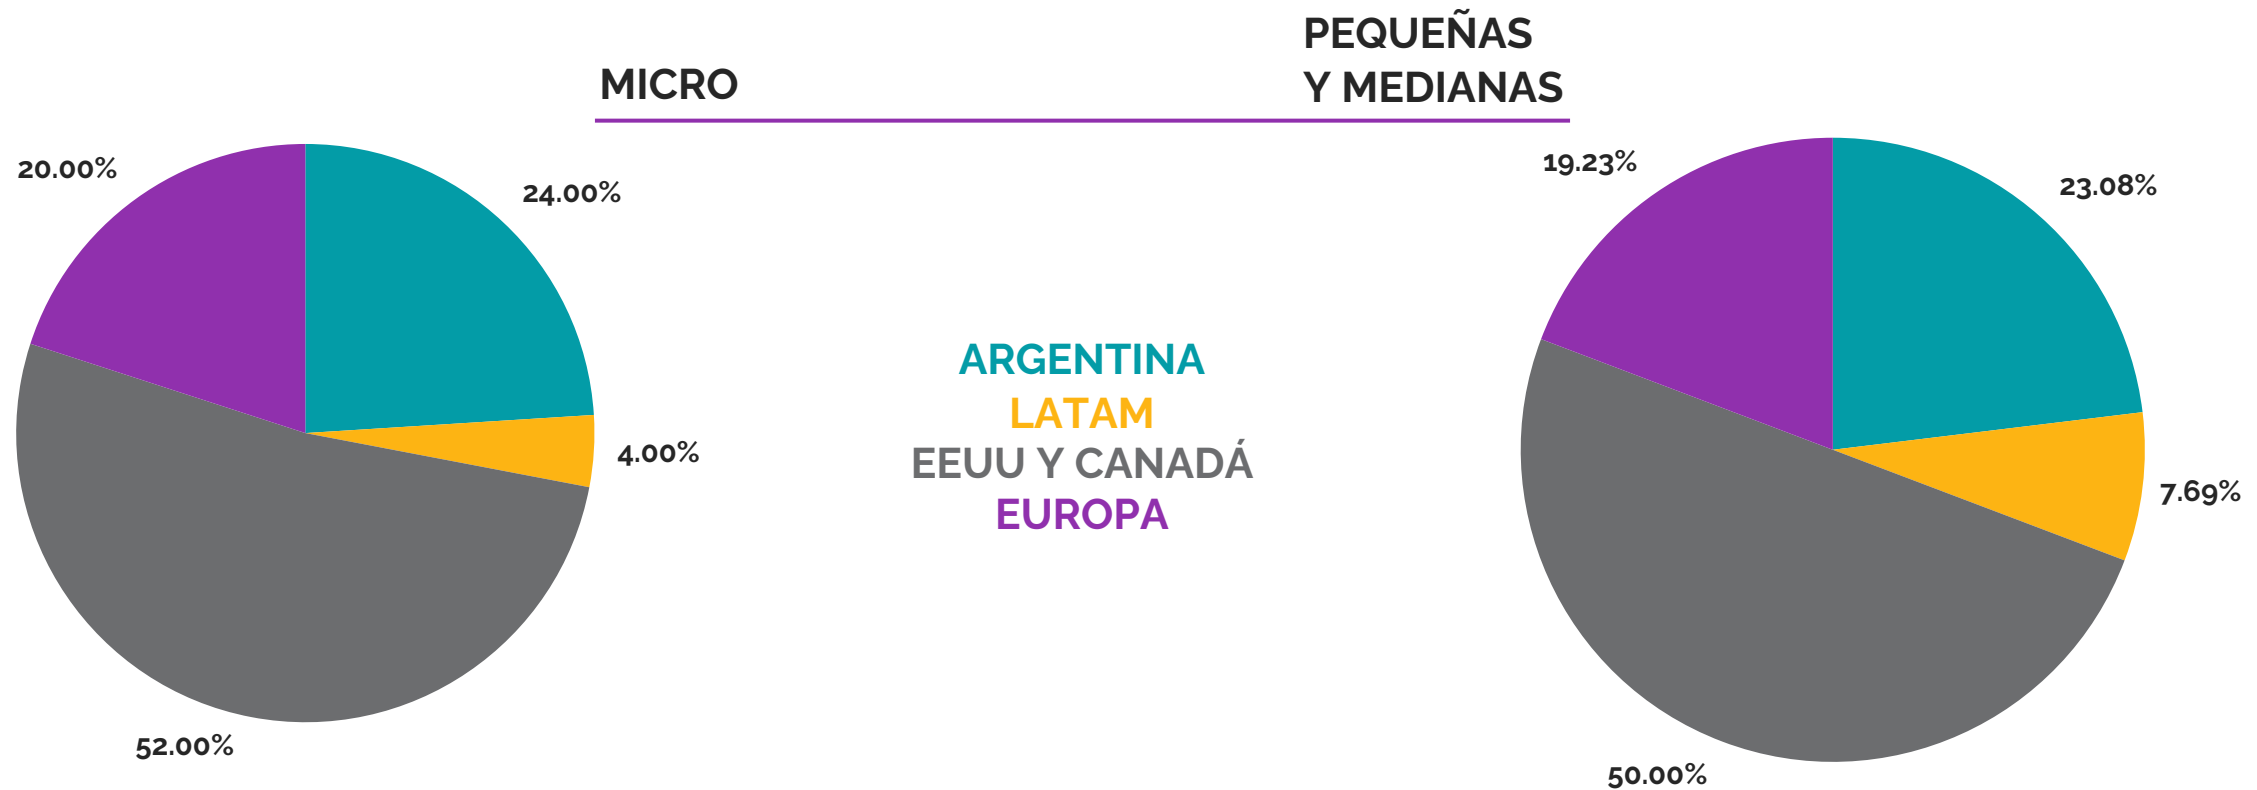 MICRO
PEQUEÑAS
Y MEDIANAS
20.00%
24.00%
4.00%
52.00%
ARGENTINA
LATAM
EEUU Y CANADÁ
EUROPA
19.23%
23.08%
7.69%
50.00%